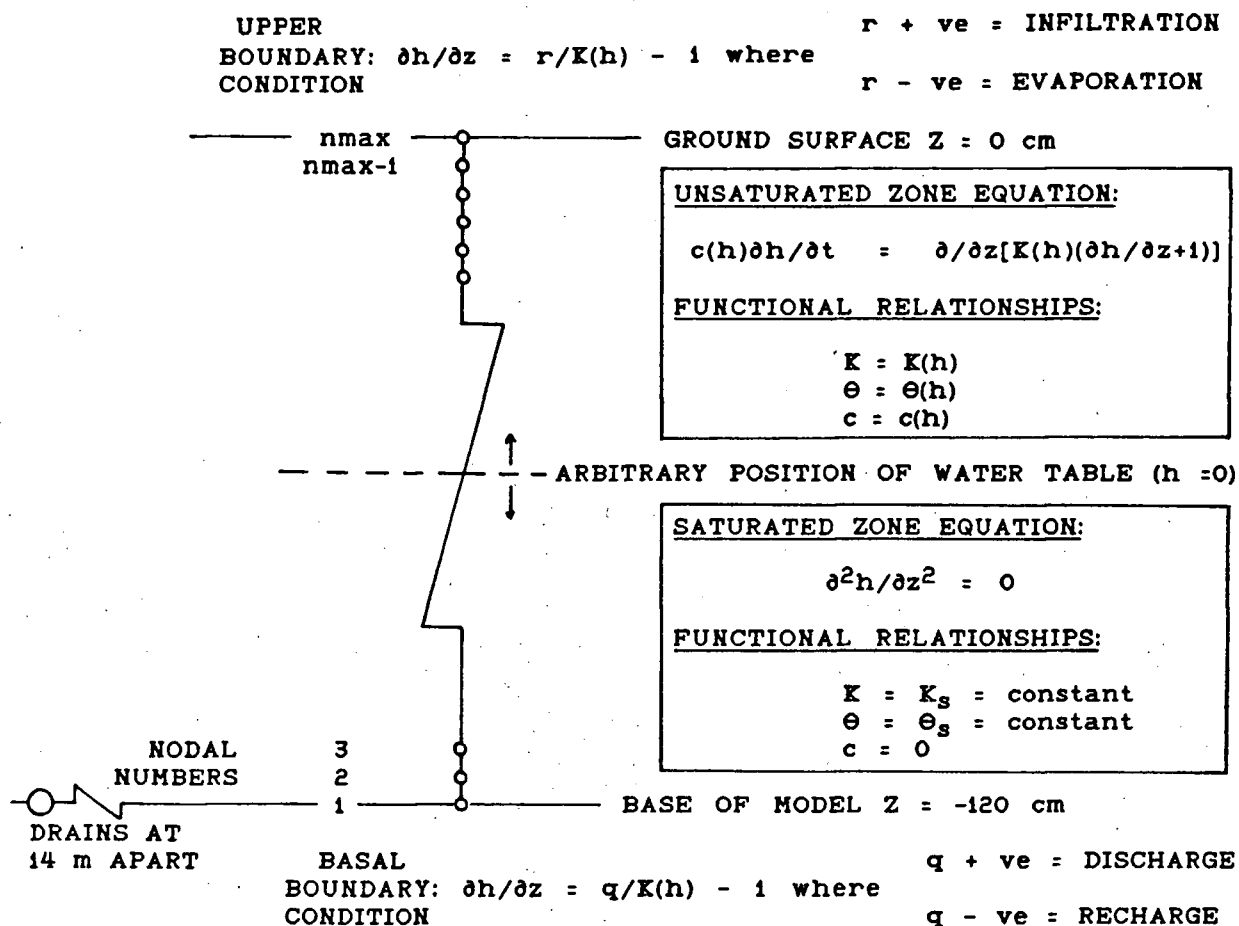 UPPER
BOUNDARY: ∂h/∂z = r/K(h) - 1 where
CONDITION
r + ve = INFILTRATION
r - ve = EVAPORATION
nmax
nmax-1
GROUND SURFACE Z = 0 cm
UNSATURATED ZONE EQUATION:
c(h)∂h/∂t = ∂/∂z[K(h)(∂h/∂z+1)]
FUNCTIONAL RELATIONSHIPS:
K = K(h)
Θ = Θ(h)
c = c(h)
ARBITRARY POSITION OF WATER TABLE (h =0)
SATURATED ZONE EQUATION:
∂²h/∂z² = 0
FUNCTIONAL RELATIONSHIPS:
K = Kₛ = constant
Θ = Θₛ = constant
c = 0
NODAL NUMBERS
3
2
1
BASE OF MODEL Z = -120 cm
DRAINS AT
14 m APART
BASAL
BOUNDARY: ∂h/∂z = q/K(h) - 1 where
CONDITION
q + ve = DISCHARGE
q - ve = RECHARGE